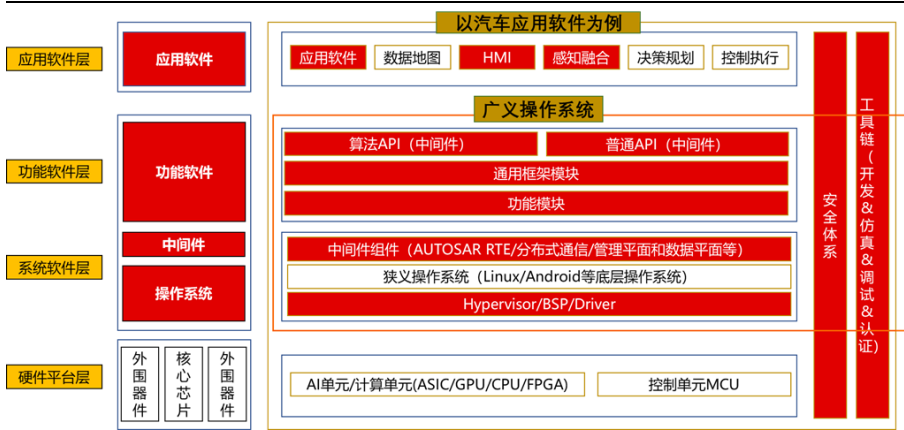 以汽车应用软件为例
应用软件层
应用软件
应用软件
数据地图
HMI
感知融合
决策规划
控制执行
广义操作系统
功能软件层
功能软件
算法API（中间件）
普通API（中间件）
通用框架模块
功能模块
系统软件层
中间件
操作系统
中间件组件（AUTOSAR RTE/分布式通信/管理平面和数据平面等）
狭义操作系统（Linux/Android等底层操作系统）
Hypervisor/BSP/Driver
硬件平台层
外围器件
核心芯片
外围器件
AI单元/计算单元(ASIC/GPU/CPU/FPGA)
控制单元MCU
安全体系
工具链（开发&仿真&调试&认证）